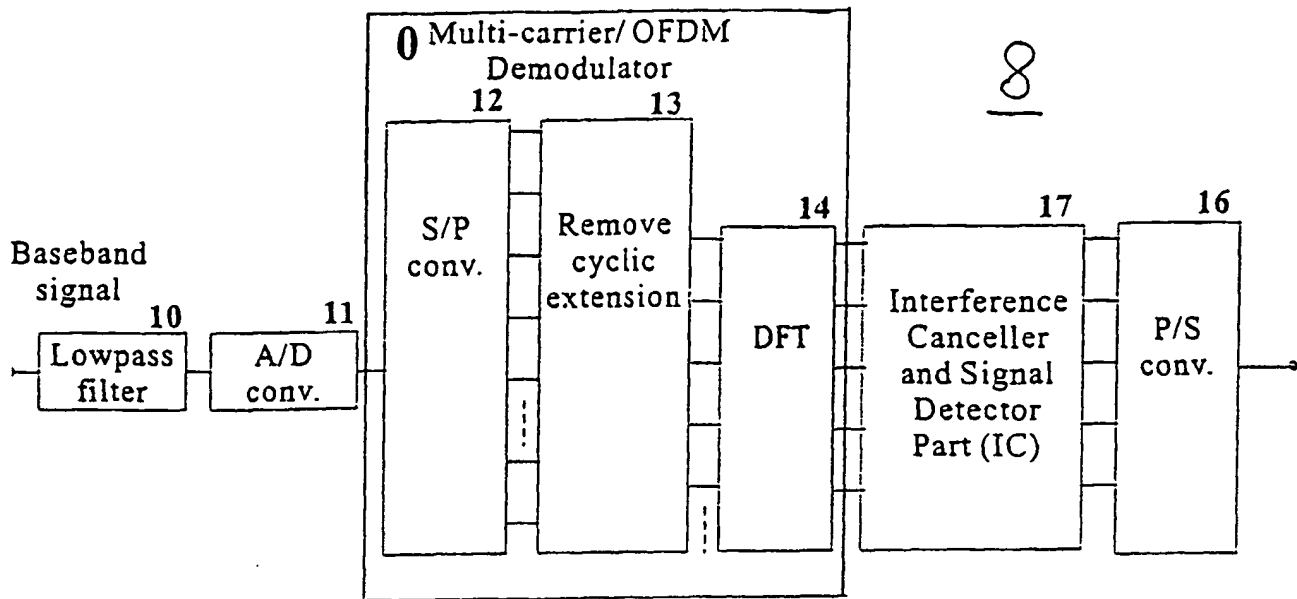 0 Multi-carrier/ OFDM
Demodulator
8
12
13
14
17
16
S/P
conv.
Remove
cyclic
extension
DFT
Interference
Canceller
and Signal
Detector
Part (IC)
P/S
conv.
Baseband
signal
10
11
Lowpass
filter
A/D
conv.